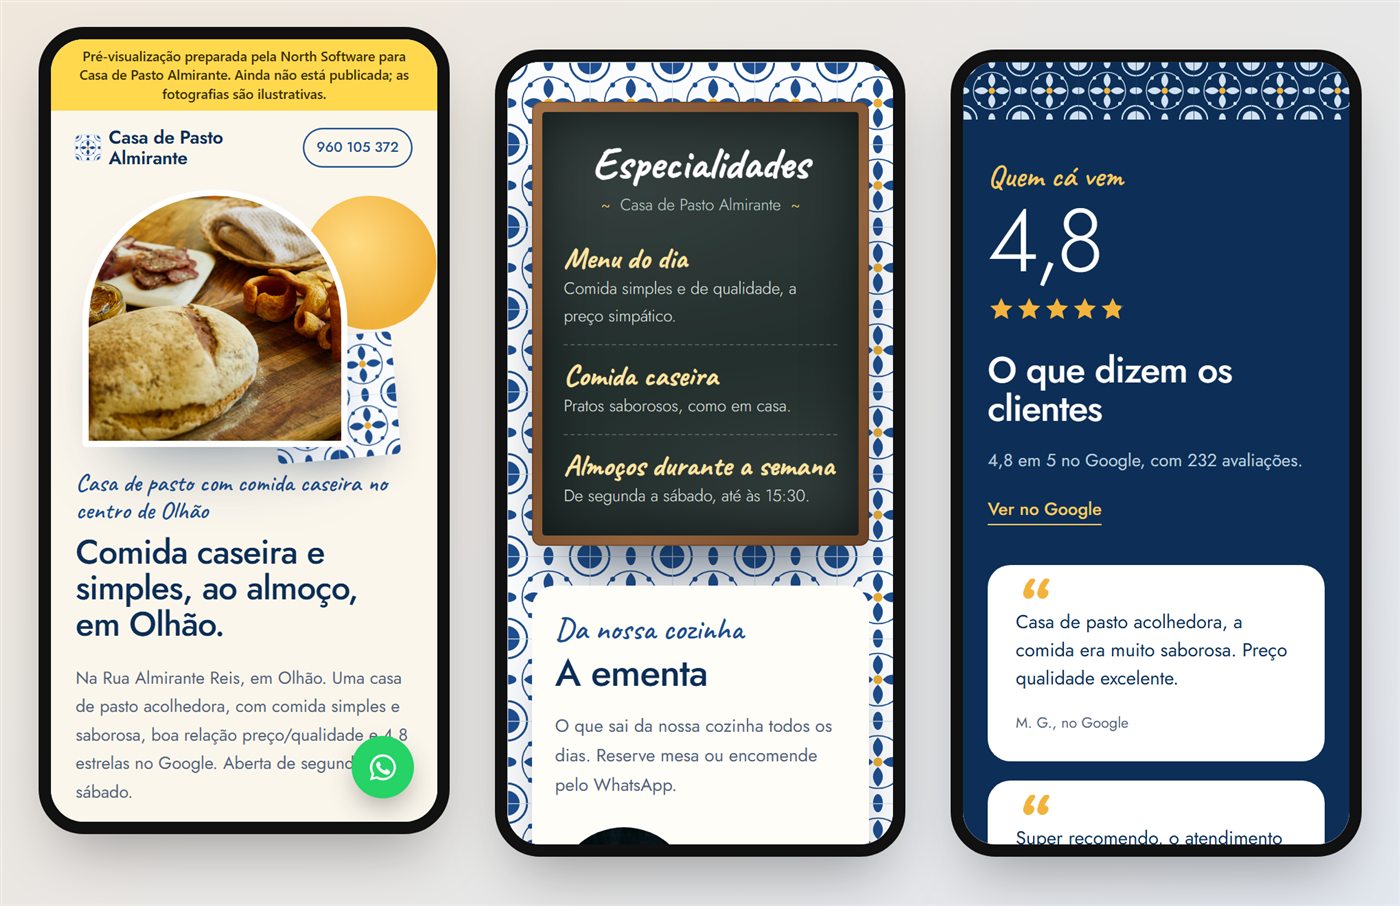 Pré-visualização preparada pela North Software para
Casa de Pasto Almirante. Ainda não está publicada; as
fotografias são ilustrativas.
Casa de Pasto
Almirante
960 105 372
Casa de pasto com comida caseira no
centro de Olhão
Comida caseira e
simples, ao almoço,
em Olhão.
Na Rua Almirante Reis, em Olhão. Uma casa
de pasto acolhedora, com comida simples e
saborosa, boa relação preço/qualidade e 4,8
estrelas no Google. Aberta de segund
sábado.
Especialidades
~ Casa de Pasto Almirante ~
Menu do dia
Comida simples e de qualidade, a
preço simpático.
Comida caseira
Pratos saborosos, como em casa.
Almoços durante a semana
De segunda a sábado, até às 15:30.
Da nossa cozinha
A ementa
O que sai da nossa cozinha todos os
dias. Reserve mesa ou encomende
pelo WhatsApp.
Quem cá vem
4,8
O que dizem os
clientes
4,8 em 5 no Google, com 232 avaliações.
Ver no Google
“
Casa de pasto acolhedora, a
comida era muito saborosa. Preço
qualidade excelente.
M. G., no Google
“
Super recomendo, o atendimento